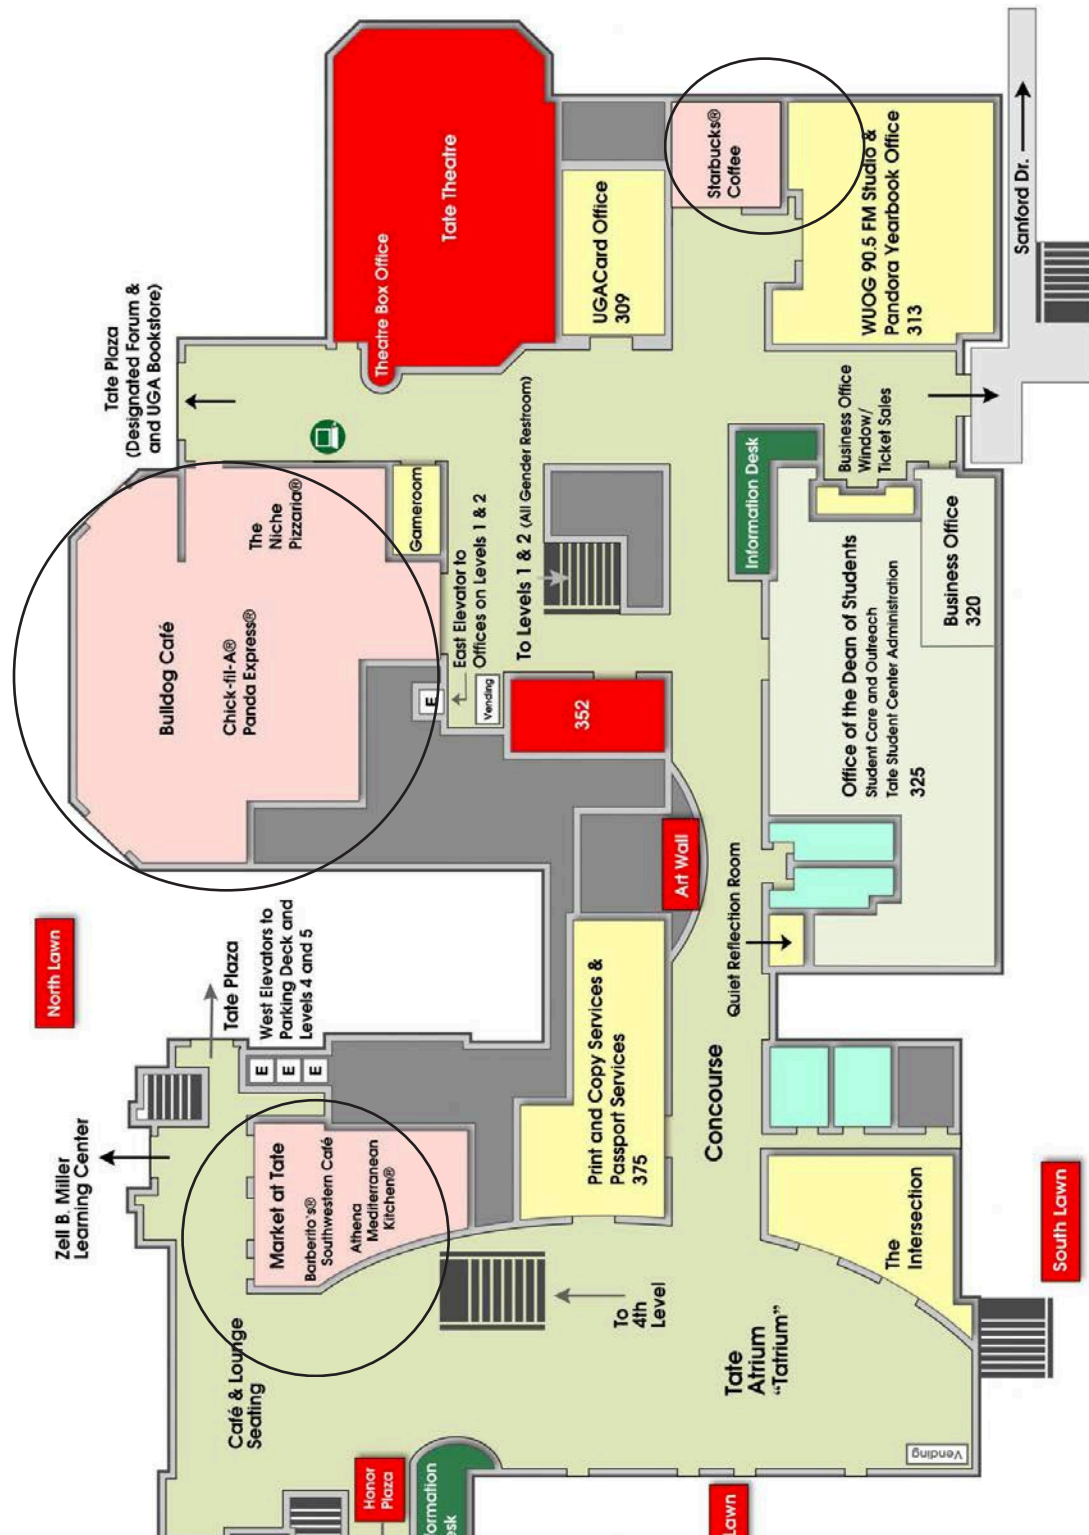 Tate Plaza
(Designated Forum &
and UGA Bookstore)
Theatre Box Office
Tate Theatre
UGACard Office
309
Starbucks®
Coffee
WUOG 90.5 FM Studio &
Pandora Yearbook Office
313
Sanford Dr.
Bulldog Café
Chick-fil-A®
Panda Express®
The
Niche
Pizzaria®
Gameroom
E
East Elevator to
Offices on Levels 1 & 2
Vending
To Levels 1 & 2 (All Gender Restroom)
352
Information Desk
Business Office
Window/
Ticket Sales
Business Office
320
Office of the Dean of Students
Student Care and Outreach
Tate Student Center Administration
325
North Lawn
Tate Plaza
West Elevators to
Parking Deck and
Levels 4 and 5
E
E
E
Art Wall
Quiet Reflection Room
Print and Copy Services &
Passport Services
375
Concourse
Zell B. Miller
Learning Center
Market at Tate
Barberito's®
Southwestern Café
Athena
Mediterranean
Kitchen®
The
Intersection
South Lawn
Café & Lounge
Seating
To
4th
Level
Tate
Atrium
"Tatrium"
Vending
Honor
Plaza
ormation
esk
Lawn